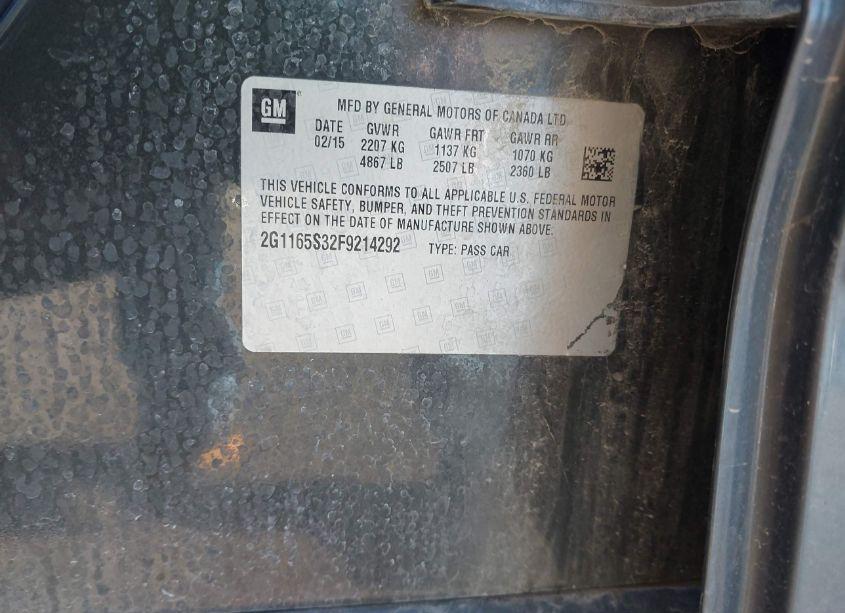 GM
MFD BY GENERAL MOTORS OF CANADA LTD
DATE GVWR GAWR FRT GAWR RR
02/15 2207 KG 1137 KG 1070 KG
4867 LB 2507 LB 2360 LB
THIS VEHICLE CONFORMS TO ALL APPLICABLE U.S. FEDERAL MOTOR
VEHICLE SAFETY, BUMPER, AND THEFT PREVENTION STANDARDS IN
EFFECT ON THE DATE OF MANUFACTURE SHOWN ABOVE.
2G1165S32F9214292 TYPE: PASS CAR